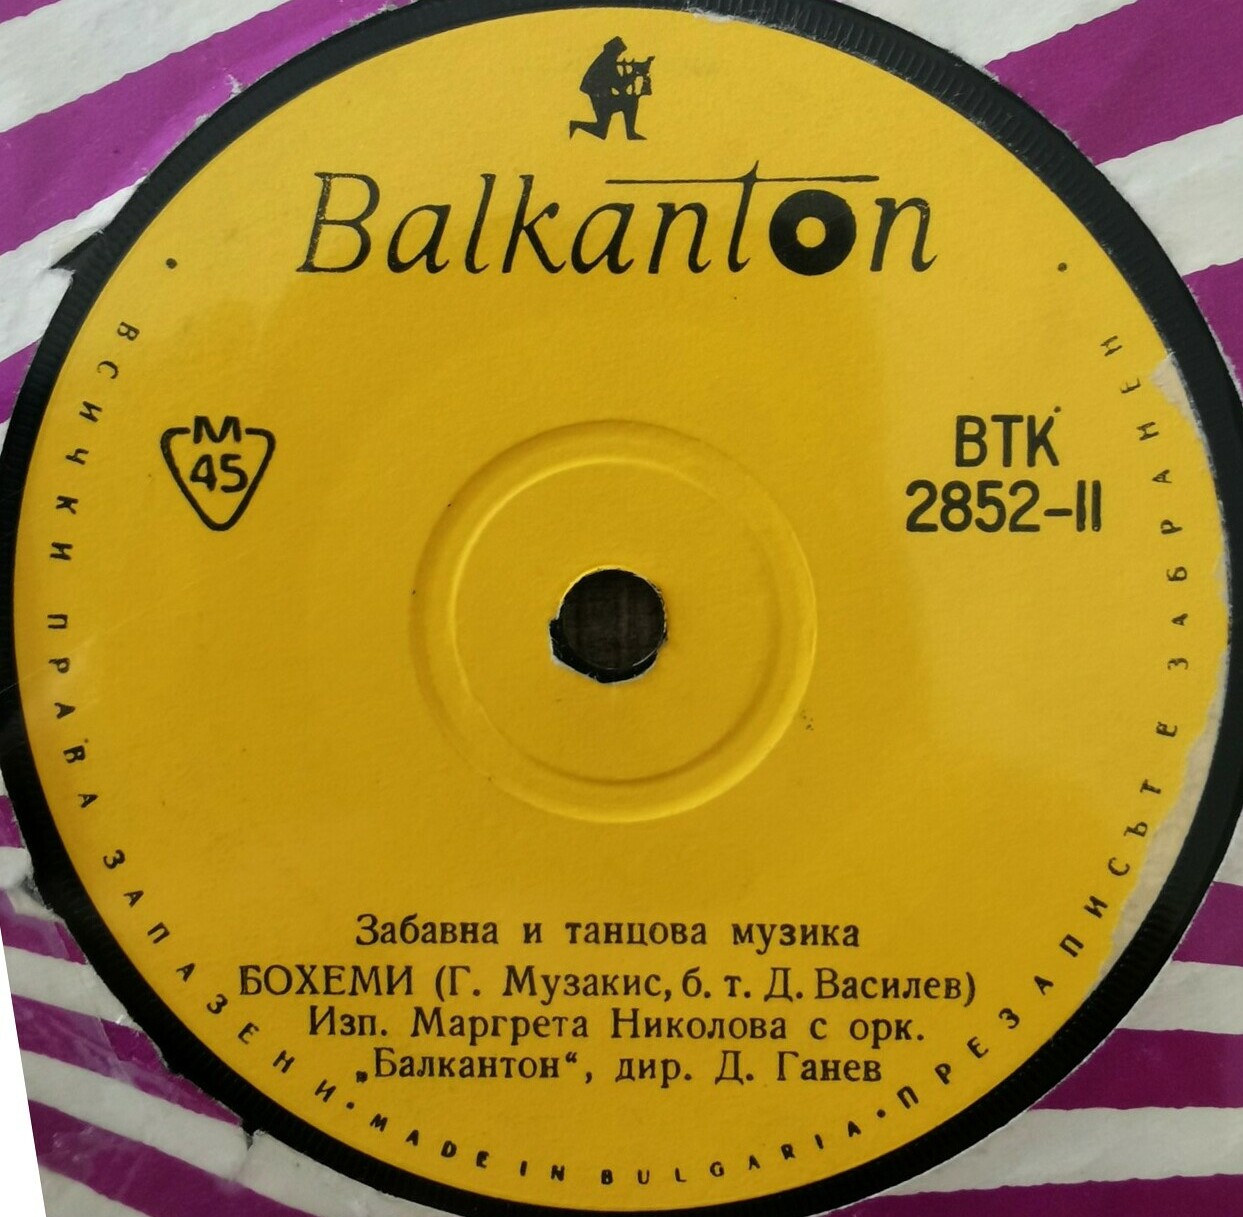 Balkanton
М
45
ВТК
2852-II
Забавна и танцова музика
БОХЕМИ (Г. Музакис, б. т. Д. Василев)
Изп. Маргрета Николова с орк.
„Балкантон“, дир. Д. Ганев
ВСИЧКИ ПРАВА ЗАПАЗЕНИ • MADE IN BULGARIA • ПРЕЗАПИСЪТ Е ЗАБРАНЕН